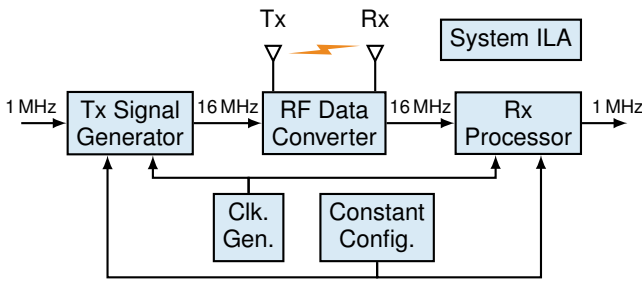 Tx
Rx
System ILA
1 MHz
Tx Signal
Generator
16 MHz
RF Data
Converter
16 MHz
Rx
Processor
1 MHz
Clk.
Gen.
Constant
Config.